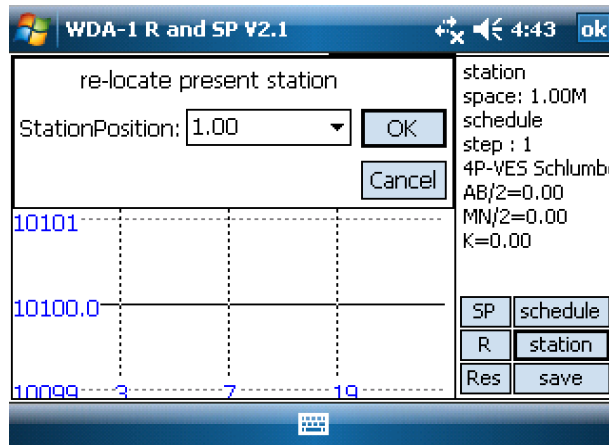 WDA-1 R and SP V2.1 4:43 ok
re-locate present station
StationPosition: 1.00 OK
Cancel
station
space: 1.00M
schedule
step : 1
4P-VES Schlumbe
AB/2=0.00
MN/2=0.00
K=0.00
10101
10100.0
10099 3 7 19
SP schedule
R station
Res save